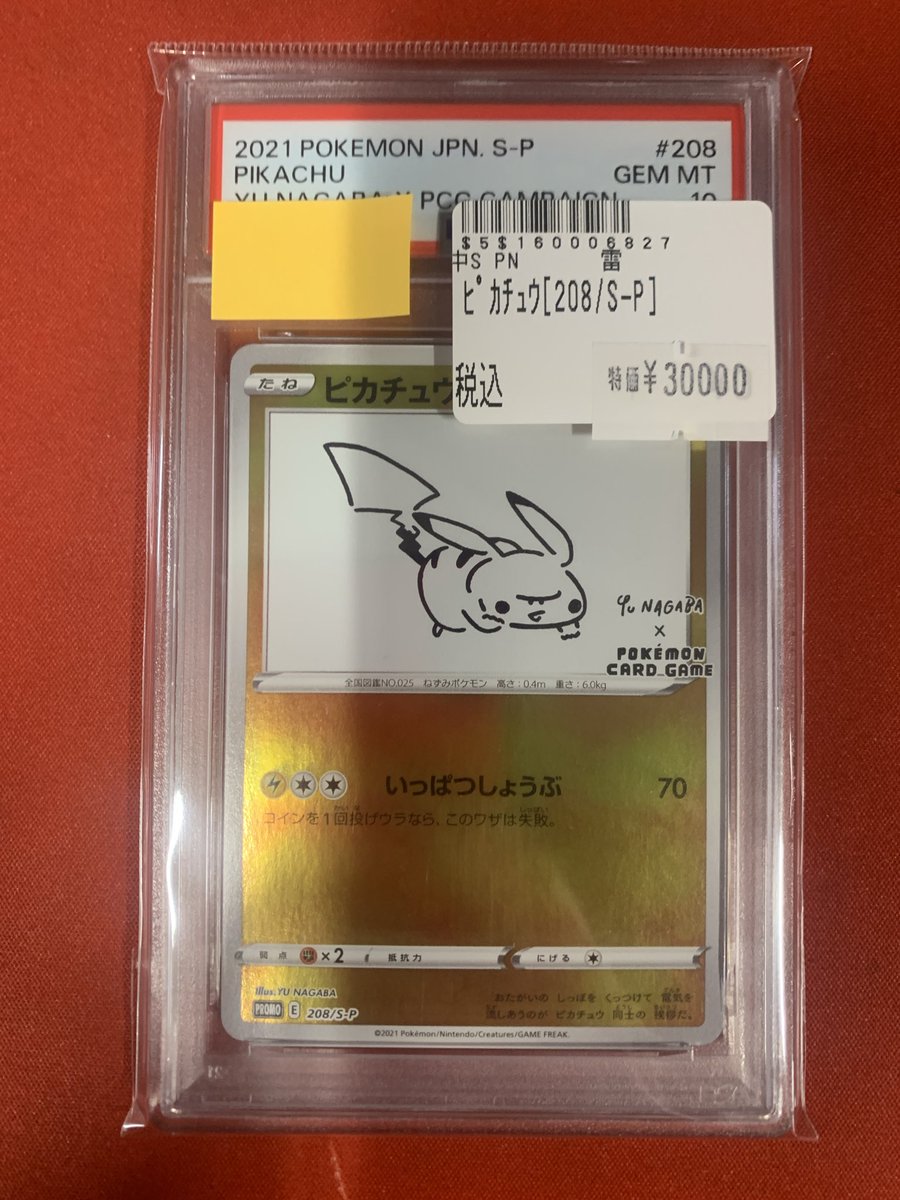 2021 POKEMON JPN. S-P #208
PIKACHU GEM MT
YU NAGABA X PCG CAMPAIGN 10
$5$160006827
中S PN 雷
ピカチュウ[208/S-P]
税込 特価¥30000
たね ピカチュウ
Yu NAGABA
×
POKÉMON
CARD GAME
全国図鑑NO.025 ねずみポケモン 高さ:0.4m 重さ:6.0kg
いっぱつしょうぶ 70
コインを1回投げウラなら、このワザは失敗。
弱点 ×2 抵抗力 にげる
illus.YU NAGABA
PROMO E 208/S-P
おたがいの しっぽを くっつけて 電気を
流しあうのが ピカチュウ 同士の 挨拶だ。
©2021 Pokémon/Nintendo/Creatures/GAME FREAK.